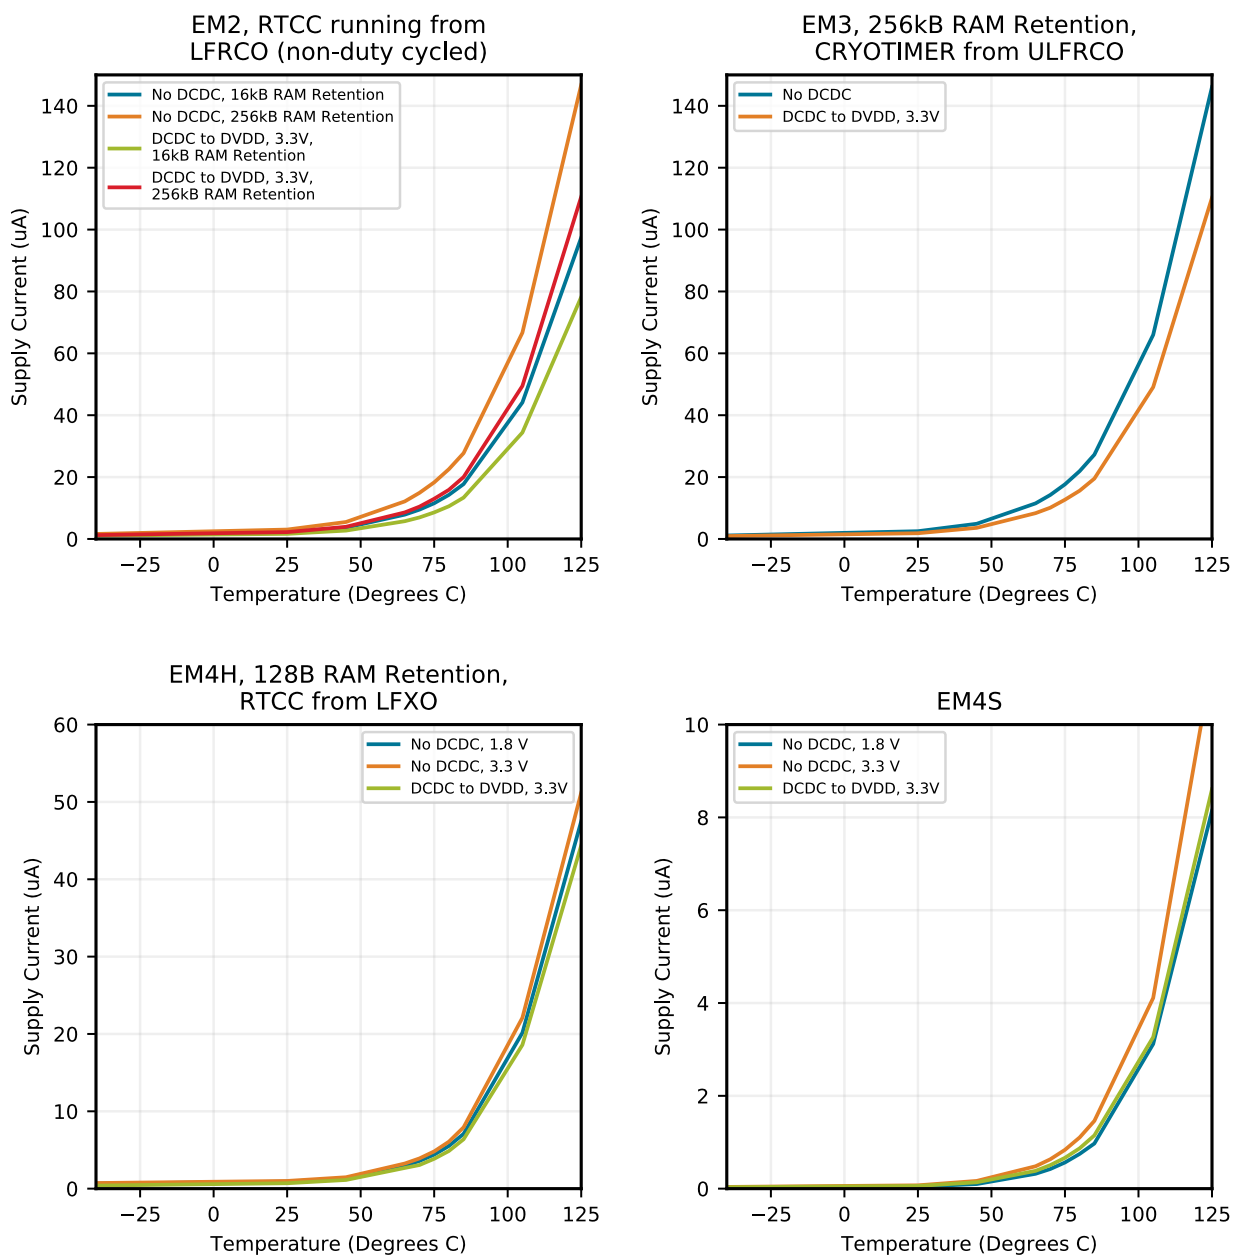 EM2, RTCC running from
LFRCO (non-duty cycled)
140
120
100
80
60
40
20
0
Supply Current (uA)
No DCDC, 16kB RAM Retention
No DCDC, 256kB RAM Retention
DCDC to DVDD, 3.3V,
16kB RAM Retention
DCDC to DVDD, 3.3V,
256kB RAM Retention
−25 0 25 50 75 100 125
Temperature (Degrees C)
EM3, 256kB RAM Retention,
CRYOTIMER from ULFRCO
140
120
100
80
60
40
20
0
Supply Current (uA)
No DCDC
DCDC to DVDD, 3.3V
−25 0 25 50 75 100 125
Temperature (Degrees C)
EM4H, 128B RAM Retention,
RTCC from LFXO
60
50
40
30
20
10
0
Supply Current (uA)
No DCDC, 1.8 V
No DCDC, 3.3 V
DCDC to DVDD, 3.3V
−25 0 25 50 75 100 125
Temperature (Degrees C)
EM4S
10
8
6
4
2
0
Supply Current (uA)
No DCDC, 1.8 V
No DCDC, 3.3 V
DCDC to DVDD, 3.3V
−25 0 25 50 75 100 125
Temperature (Degrees C)